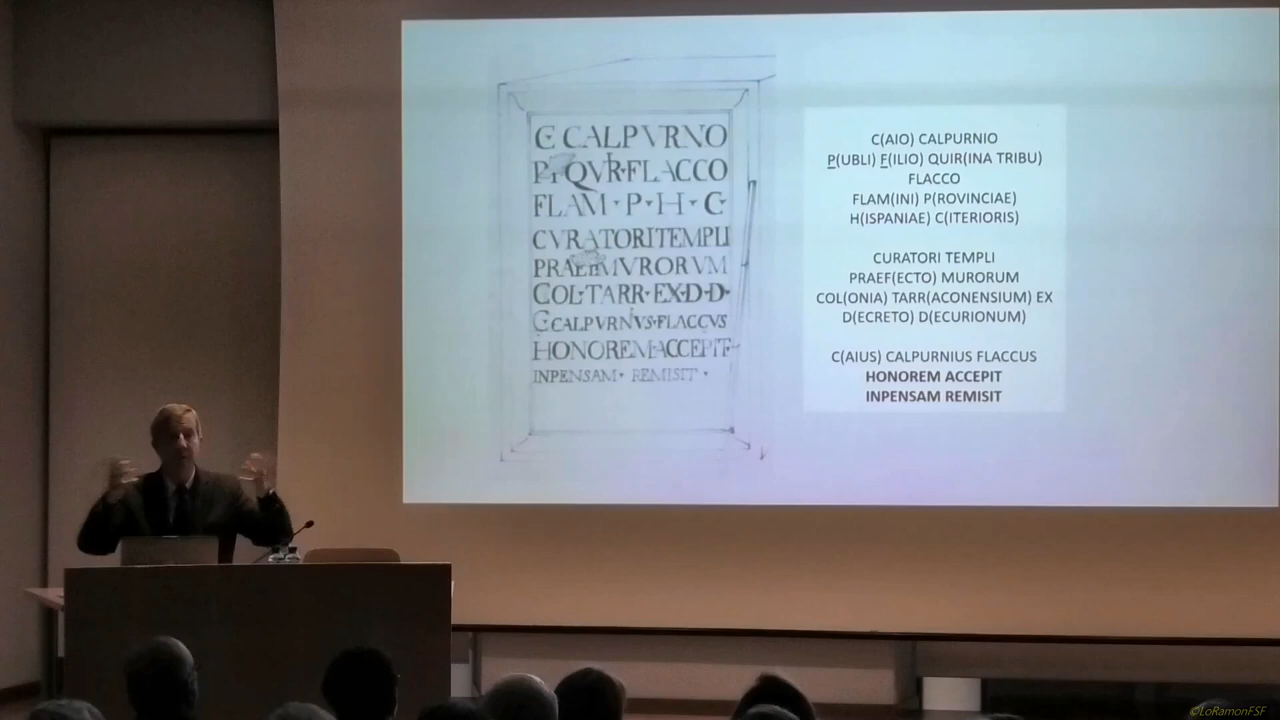 C CALPVRNO
P F QVR·FLACCO
FLAM · P · H · C
CVRATORI TEMPLI
PRAEF MVRORVM
COL·TARR·EX·D·D·
C CALPVRNVS·FLACCVS
HONOREM·ACCEPIT·
INPENSAM · REMISIT ·
C(AIO) CALPURNIO
P(UBLI) F(ILIO) QUIR(INA TRIBU)
FLACCO
FLAM(INI) P(ROVINCIAE)
H(ISPANIAE) C(ITERIORIS)
CURATORI TEMPLI
PRAEF(ECTO) MURORUM
COL(ONIA) TARR(ACONENSIUM) EX
D(ECRETO) D(ECURIONUM)
C(AIUS) CALPURNIUS FLACCUS
HONOREM ACCEPIT
INPENSAM REMISIT
©LoRamonFSF